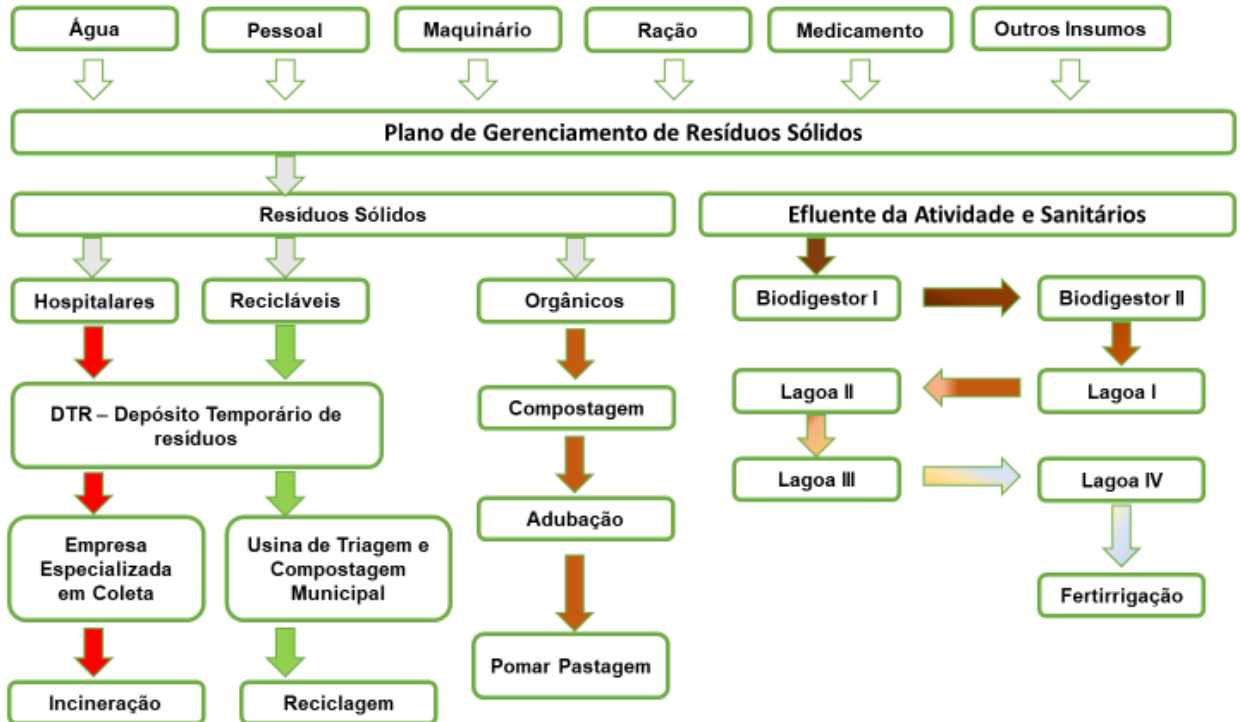 Água
Pessoal
Maquinário
Ração
Medicamento
Outros Insumos
Plano de Gerenciamento de Resíduos Sólidos
Resíduos Sólidos
Efluente da Atividade e Sanitários
Hospitalares
Recicláveis
Orgânicos
Biodigestor I
Biodigestor II
DTR – Depósito Temporário de
resíduos
Compostagem
Lagoa II
Lagoa I
Lagoa III
Lagoa IV
Empresa
Especializada
em Coleta
Usina de Triagem e
Compostagem
Municipal
Adubação
Fertirrigação
Pomar Pastagem
Incineração
Reciclagem